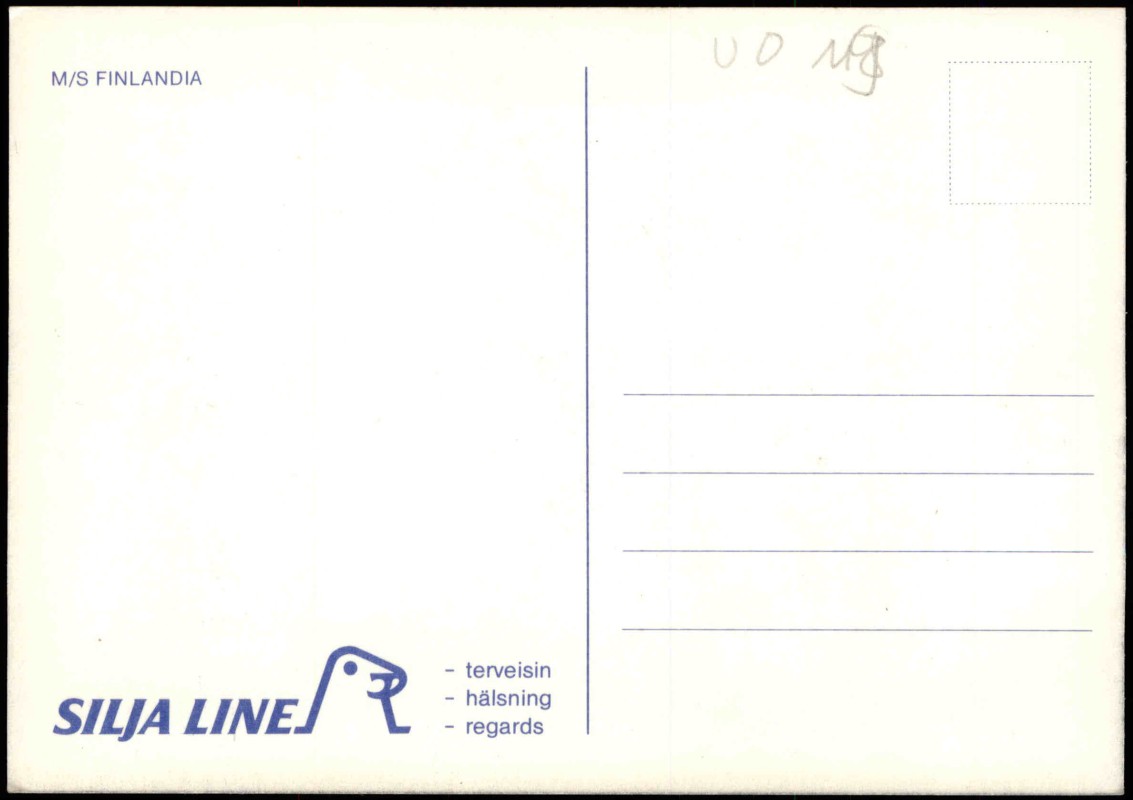 M/S FINLANDIA
SILJA LINE
- terveisin
- hälsning
- regards